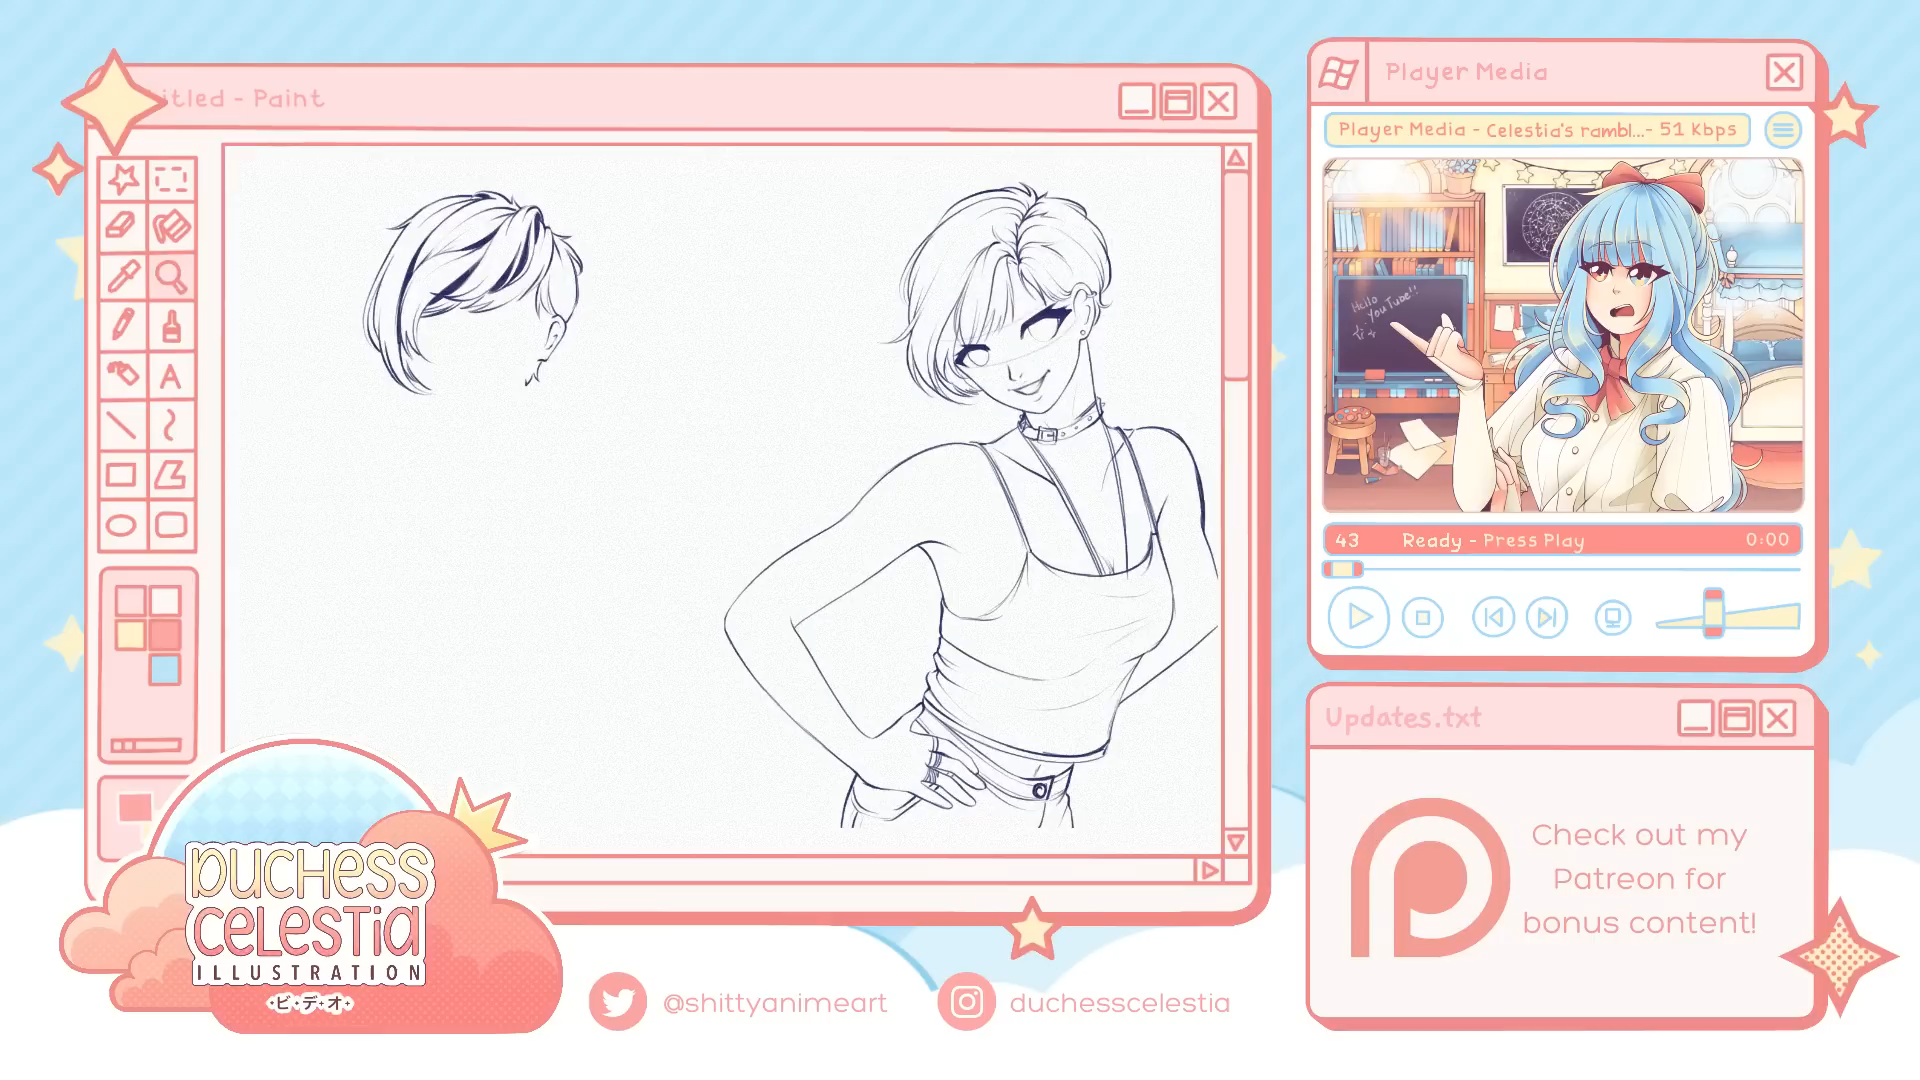 titled - Paint
Player Media
Player Media - Celestia's rambl...- 51 Kbps
Hello
YouTube!!
43 Ready - Press Play 0:00
A
Updates.txt
Check out my
Patreon for
bonus content!
DUCHESS
CELESTIA
ILLUSTRATION
・ビ・デ・オ・
@shittyanimeart
duchesscelestia